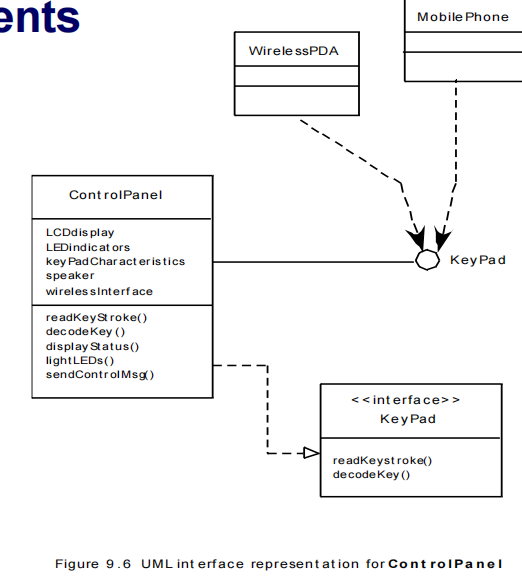 ents
MobilePhone
WirelessPDA
ControlPanel
LCDdisplay
LEDindicators
keyPadCharacteristics
speaker
wirelessInterface
readKeyStroke()
decodeKey()
displayStatus()
lightLEDs()
sendControlMsg()
KeyPad
<<interface>>
KeyPad
readKeystroke()
decodeKey()
Figure 9.6 UML interface representation for ControlPanel